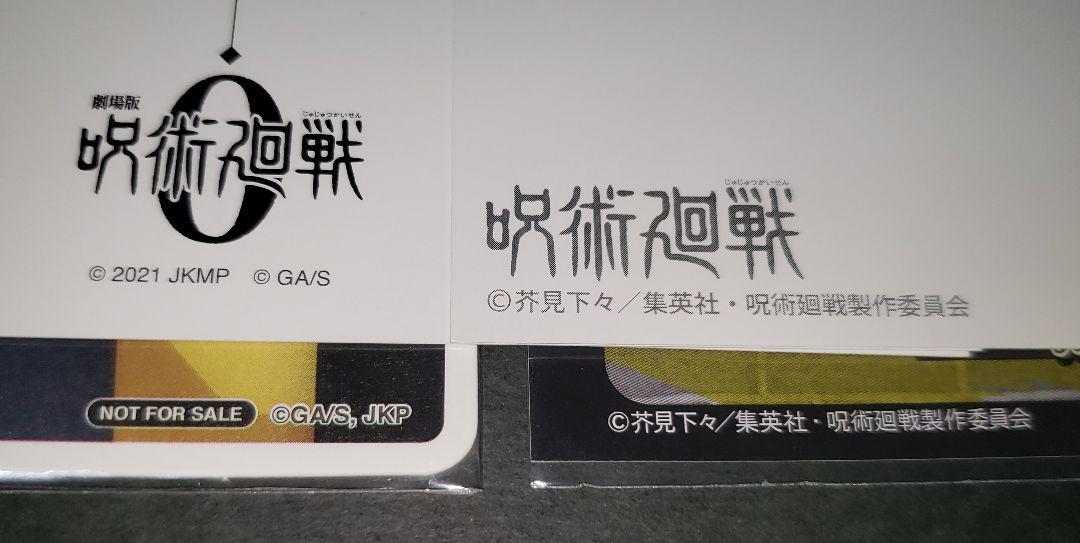 劇場版
じゅじゅつかいせん
呪術廻戦
0
© 2021 JKMP © GA/S
NOT FOR SALE ©GA/S, JKP
じゅじゅつかいせん
呪術廻戦
©芥見下々／集英社・呪術廻戦製作委員会
©芥見下々／集英社・呪術廻戦製作委員会